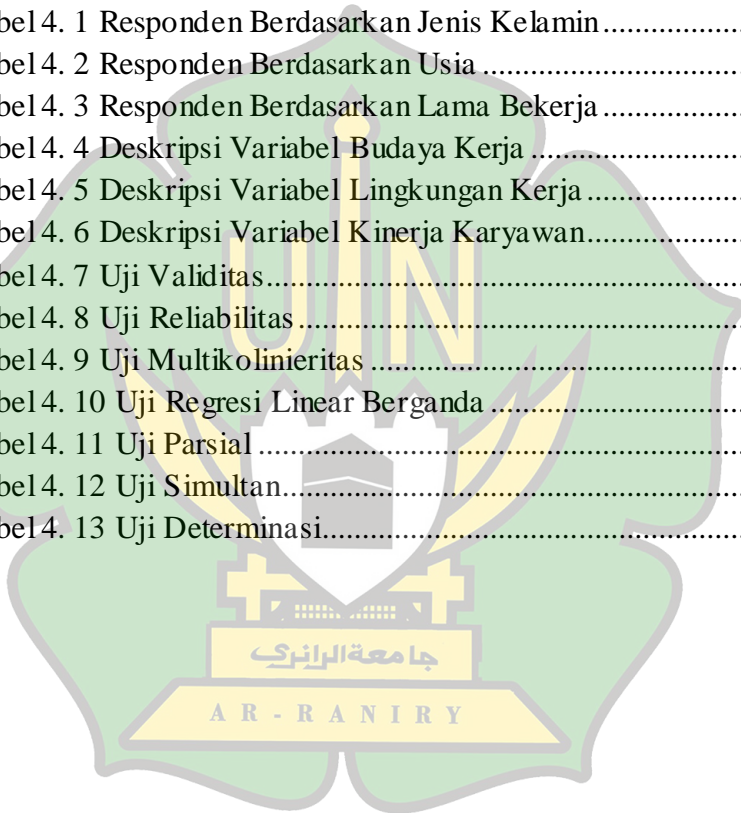 bel 4. 1 Responden Berdasarkan Jenis Kelamin....................
bel 4. 2 Responden Berdasarkan Usia....................
bel 4. 3 Responden Berdasarkan Lama Bekerja....................
bel 4. 4 Deskripsi Variabel Budaya Kerja....................
bel 4. 5 Deskripsi Variabel Lingkungan Kerja....................
bel 4. 6 Deskripsi Variabel Kinerja Karyawan....................
bel 4. 7 Uji Validitas....................
bel 4. 8 Uji Reliabilitas....................
bel 4. 9 Uji Multikolinieritas....................
bel 4. 10 Uji Regresi Linear Berganda....................
bel 4. 11 Uji Parsial....................
bel 4. 12 Uji Simultan....................
bel 4. 13 Uji Determinasi....................
UIN
جامعة الرانري
AR-RANIRY